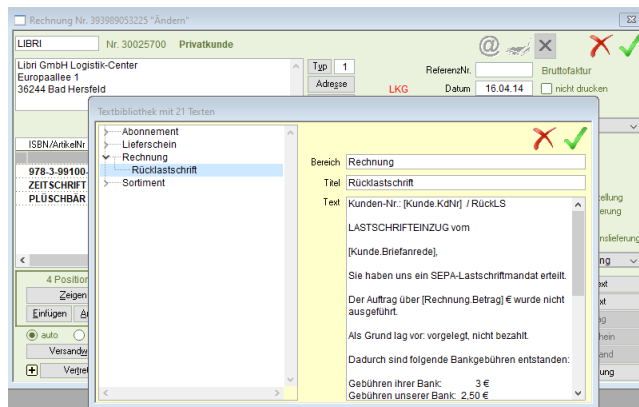 Rechnung Nr. 393989053225 "Ändern"
LIBRI Nr. 30025700 Privatkunde
Libri GmbH Logistik-Center
Europaallee 1
36244 Bad Hersfeld
Typ 1
Adresse
LKG
ReferenzNr.
Bruttofaktura
Datum 16.04.14 nicht drucken
Textbibliothek mit 21 Texten
Abonnement
Lieferschein
Rechnung
Rücklastschrift
Sortiment
Bereich Rechnung
Titel Rücklastschrift
Text Kunden-Nr.: [Kunde.KdNr] / RückLS
LASTSCHRIFTEINZUG vom
[Kunde.Briefanrede],
Sie haben uns ein SEPA-Lastschriftmandat erteilt.
Der Auftrag über [Rechnung.Betrag] € wurde nicht
ausgeführt.
Als Grund lag vor: vorgelegt, nicht bezahlt.
Dadurch sind folgende Bankgebühren entstanden:
Gebühren ihrer Bank: 3 €
Gebühren unserer Bank: 2,50 €
ISBN/ArtikelNr
978-3-99100-
ZEITSCHRIFT
PLÜSCHBÄR
4 Position
Zeigen
Einfügen
auto
Versandw
Vertre